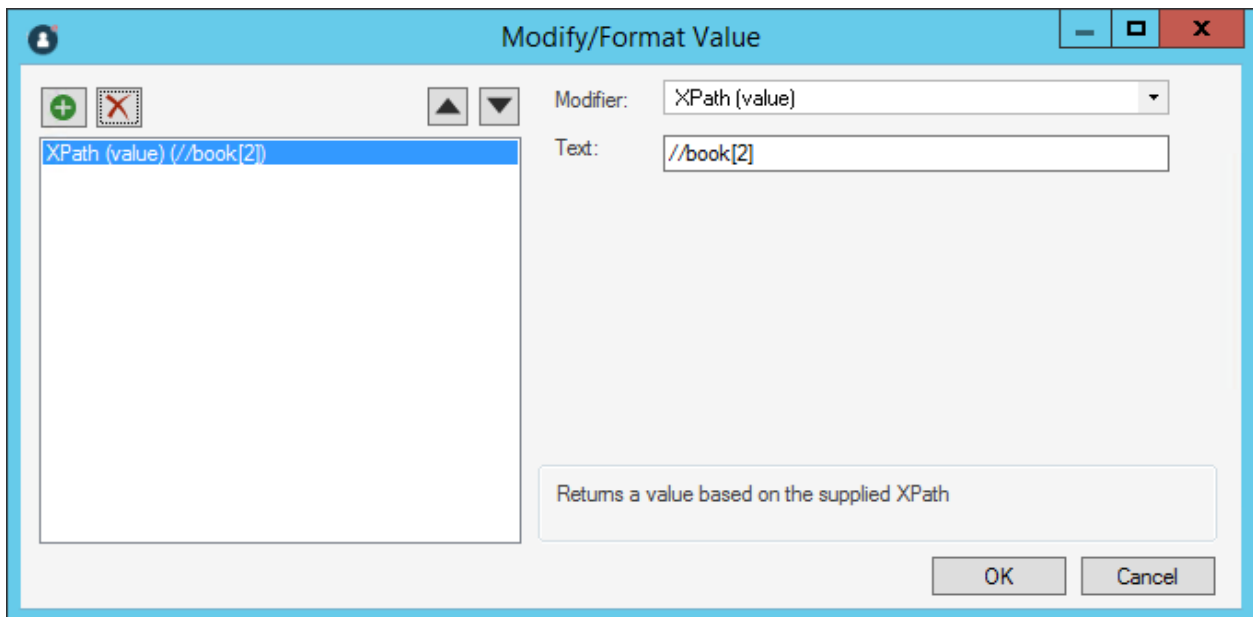 Modify/Format Value
Modifier: XPath (value)
Text: //book[2]
XPath (value) (//book[2])
Returns a value based on the supplied XPath
OK Cancel